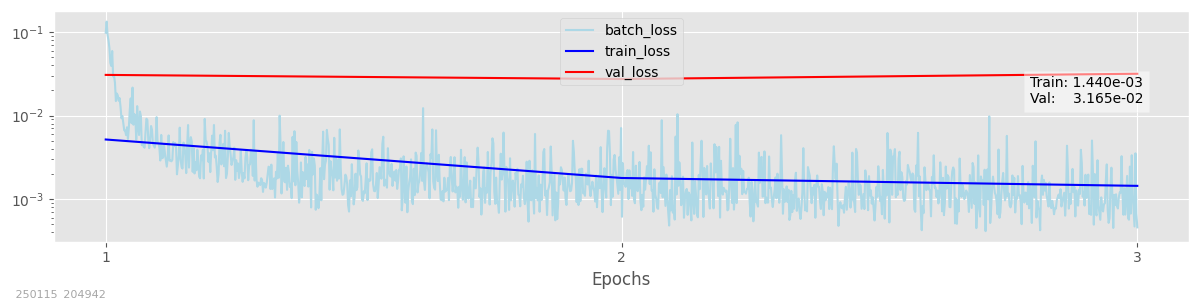 10⁻¹
10⁻²
10⁻³
batch_loss
train_loss
val_loss
Train: 1.440e-03
Val: 3.165e-02
1 2 3
Epochs
250115_204942